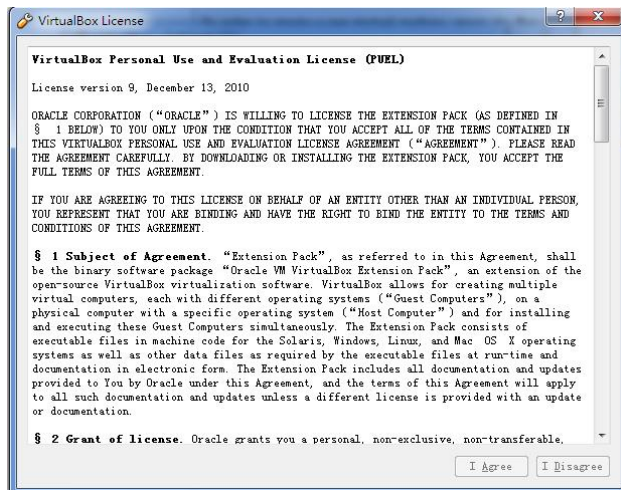 VirtualBox License
VirtualBox Personal Use and Evaluation License (PUEL)
License version 9, December 13, 2010
ORACLE CORPORATION (“ORACLE”) IS WILLING TO LICENSE THE EXTENSION PACK (AS DEFINED IN
§ 1 BELOW) TO YOU ONLY UPON THE CONDITION THAT YOU ACCEPT ALL OF THE TERMS CONTAINED IN
THIS VIRTUALBOX PERSONAL USE AND EVALUATION LICENSE AGREEMENT (“AGREEMENT”). PLEASE READ
THE AGREEMENT CAREFULLY. BY DOWNLOADING OR INSTALLING THE EXTENSION PACK, YOU ACCEPT THE
FULL TERMS OF THIS AGREEMENT.
IF YOU ARE AGREEING TO THIS LICENSE ON BEHALF OF AN ENTITY OTHER THAN AN INDIVIDUAL PERSON,
YOU REPRESENT THAT YOU ARE BINDING AND HAVE THE RIGHT TO BIND THE ENTITY TO THE TERMS AND
CONDITIONS OF THIS AGREEMENT.
§ 1 Subject of Agreement. “Extension Pack”, as referred to in this Agreement, shall
be the binary software package “Oracle VM VirtualBox Extension Pack”, an extension of the
open-source VirtualBox virtualization software. VirtualBox allows for creating multiple
virtual computers, each with different operating systems (“Guest Computers”), on a
physical computer with a specific operating system (“Host Computer”) and for installing
and executing these Guest Computers simultaneously. The Extension Pack consists of
executable files in machine code for the Solaris, Windows, Linux, and Mac OS X operating
systems as well as other data files as required by the executable files at run-time and
documentation in electronic form. The Extension Pack includes all documentation and updates
provided to You by Oracle under this Agreement, and the terms of this Agreement will apply
to all such documentation and updates unless a different license is provided with an update
or documentation.
§ 2 Grant of license. Oracle grants you a personal, non-exclusive, non-transferable,
I Agree
I Disagree